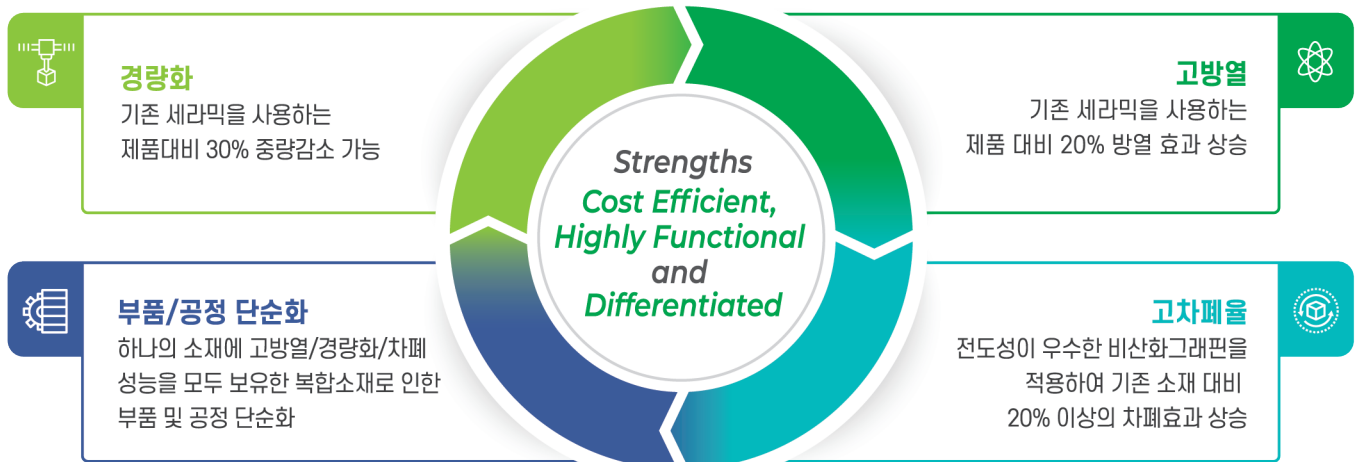 경량화
기존 세라믹을 사용하는
제품대비 30% 중량감소 가능
고방열
기존 세라믹을 사용하는
제품 대비 20% 방열 효과 상승
Strengths
Cost Efficient,
Highly Functional
and
Differentiated
부품/공정 단순화
하나의 소재에 고방열/경량화/차폐
성능을 모두 보유한 복합소재로 인한
부품 및 공정 단순화
고차폐율
전도성이 우수한 비산화그래핀을
적용하여 기존 소재 대비
20% 이상의 차폐효과 상승